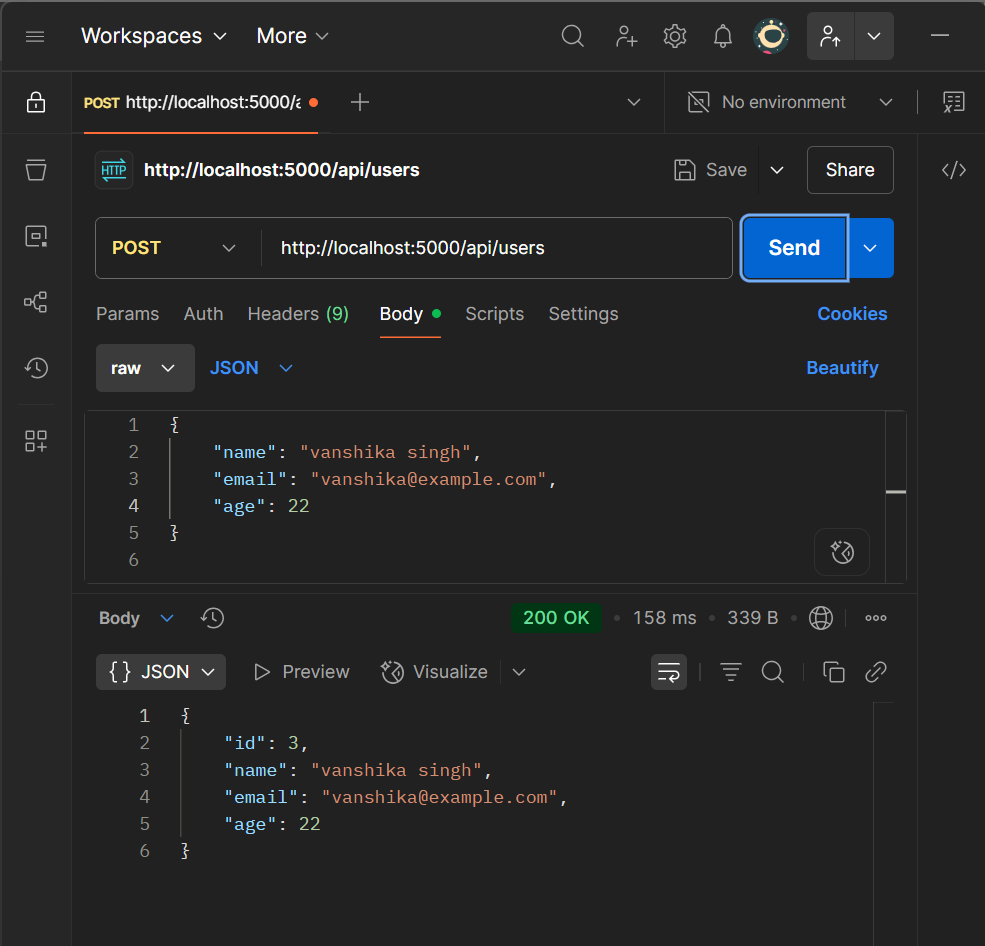 Workspaces More
POST http://localhost:5000/a No environment
HTTP http://localhost:5000/api/users Save Share
POST http://localhost:5000/api/users Send
Params Auth Headers (9) Body Scripts Settings Cookies
raw JSON Beautify
1 {
2 "name": "vanshika singh",
3 "email": "vanshika@example.com",
4 "age": 22
5 }
6
Body 200 OK • 158 ms • 339 B •
{} JSON Preview Visualize
1 {
2 "id": 3,
3 "name": "vanshika singh",
4 "email": "vanshika@example.com",
5 "age": 22
6 }